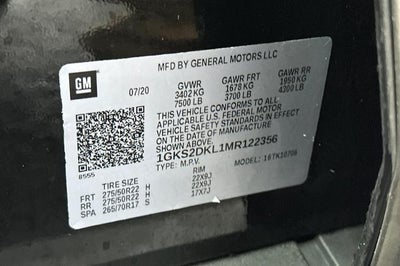 MFD BY GENERAL MOTORS LLC
GM
07/20 GVWR GAWR FRT GAWR RR
3402 KG 1678 KG 1950 KG
7500 LB 3700 LB 4300 LB
THIS VEHICLE CONFORMS TO ALL
APPLICABLE U.S. FEDERAL MOTOR
VEHICLE SAFETY STANDARDS IN EFFECT
ON THE DATE OF MANUFACTURE
SHOWN ABOVE.
1GKS2DKL1MR122356
8555 TYPE: M.P.V. MODEL: 1GTK10706
TIRE SIZE RIM
FRT 275/50R22 H 22X9J
RR 275/50R22 H 22X9J
SPA 265/70R17 S 17X7J